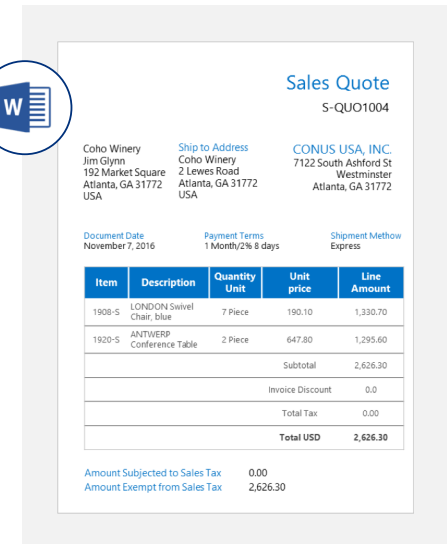 W
Sales Quote
S-QUO1004
Coho Winery
Jim Glynn
192 Market Square
Atlanta, GA 31772
USA
Ship to Address
Coho Winery
2 Lewes Road
Atlanta, GA 31772
USA
CONUS USA, INC.
7122 South Ashford St
Westminster
Atlanta, GA 31772
Document Date Payment Terms Shipment Methow
November 7, 2016 1 Month/2% 8 days Express
Item Description Quantity Unit Unit price Line Amount
1908-S LONDON Swivel Chair, blue 7 Piece 190.10 1,330.70
1920-S ANTWERP Conference Table 2 Piece 647.80 1,295.60
Subtotal 2,626.30
Invoice Discount 0.0
Total Tax 0.00
Total USD 2,626.30
Amount Subjected to Sales Tax 0.00
Amount Exempt from Sales Tax 2,626.30